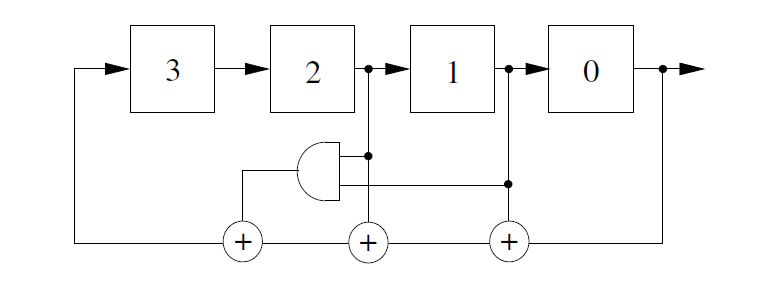 3 2 1 0
+ + +